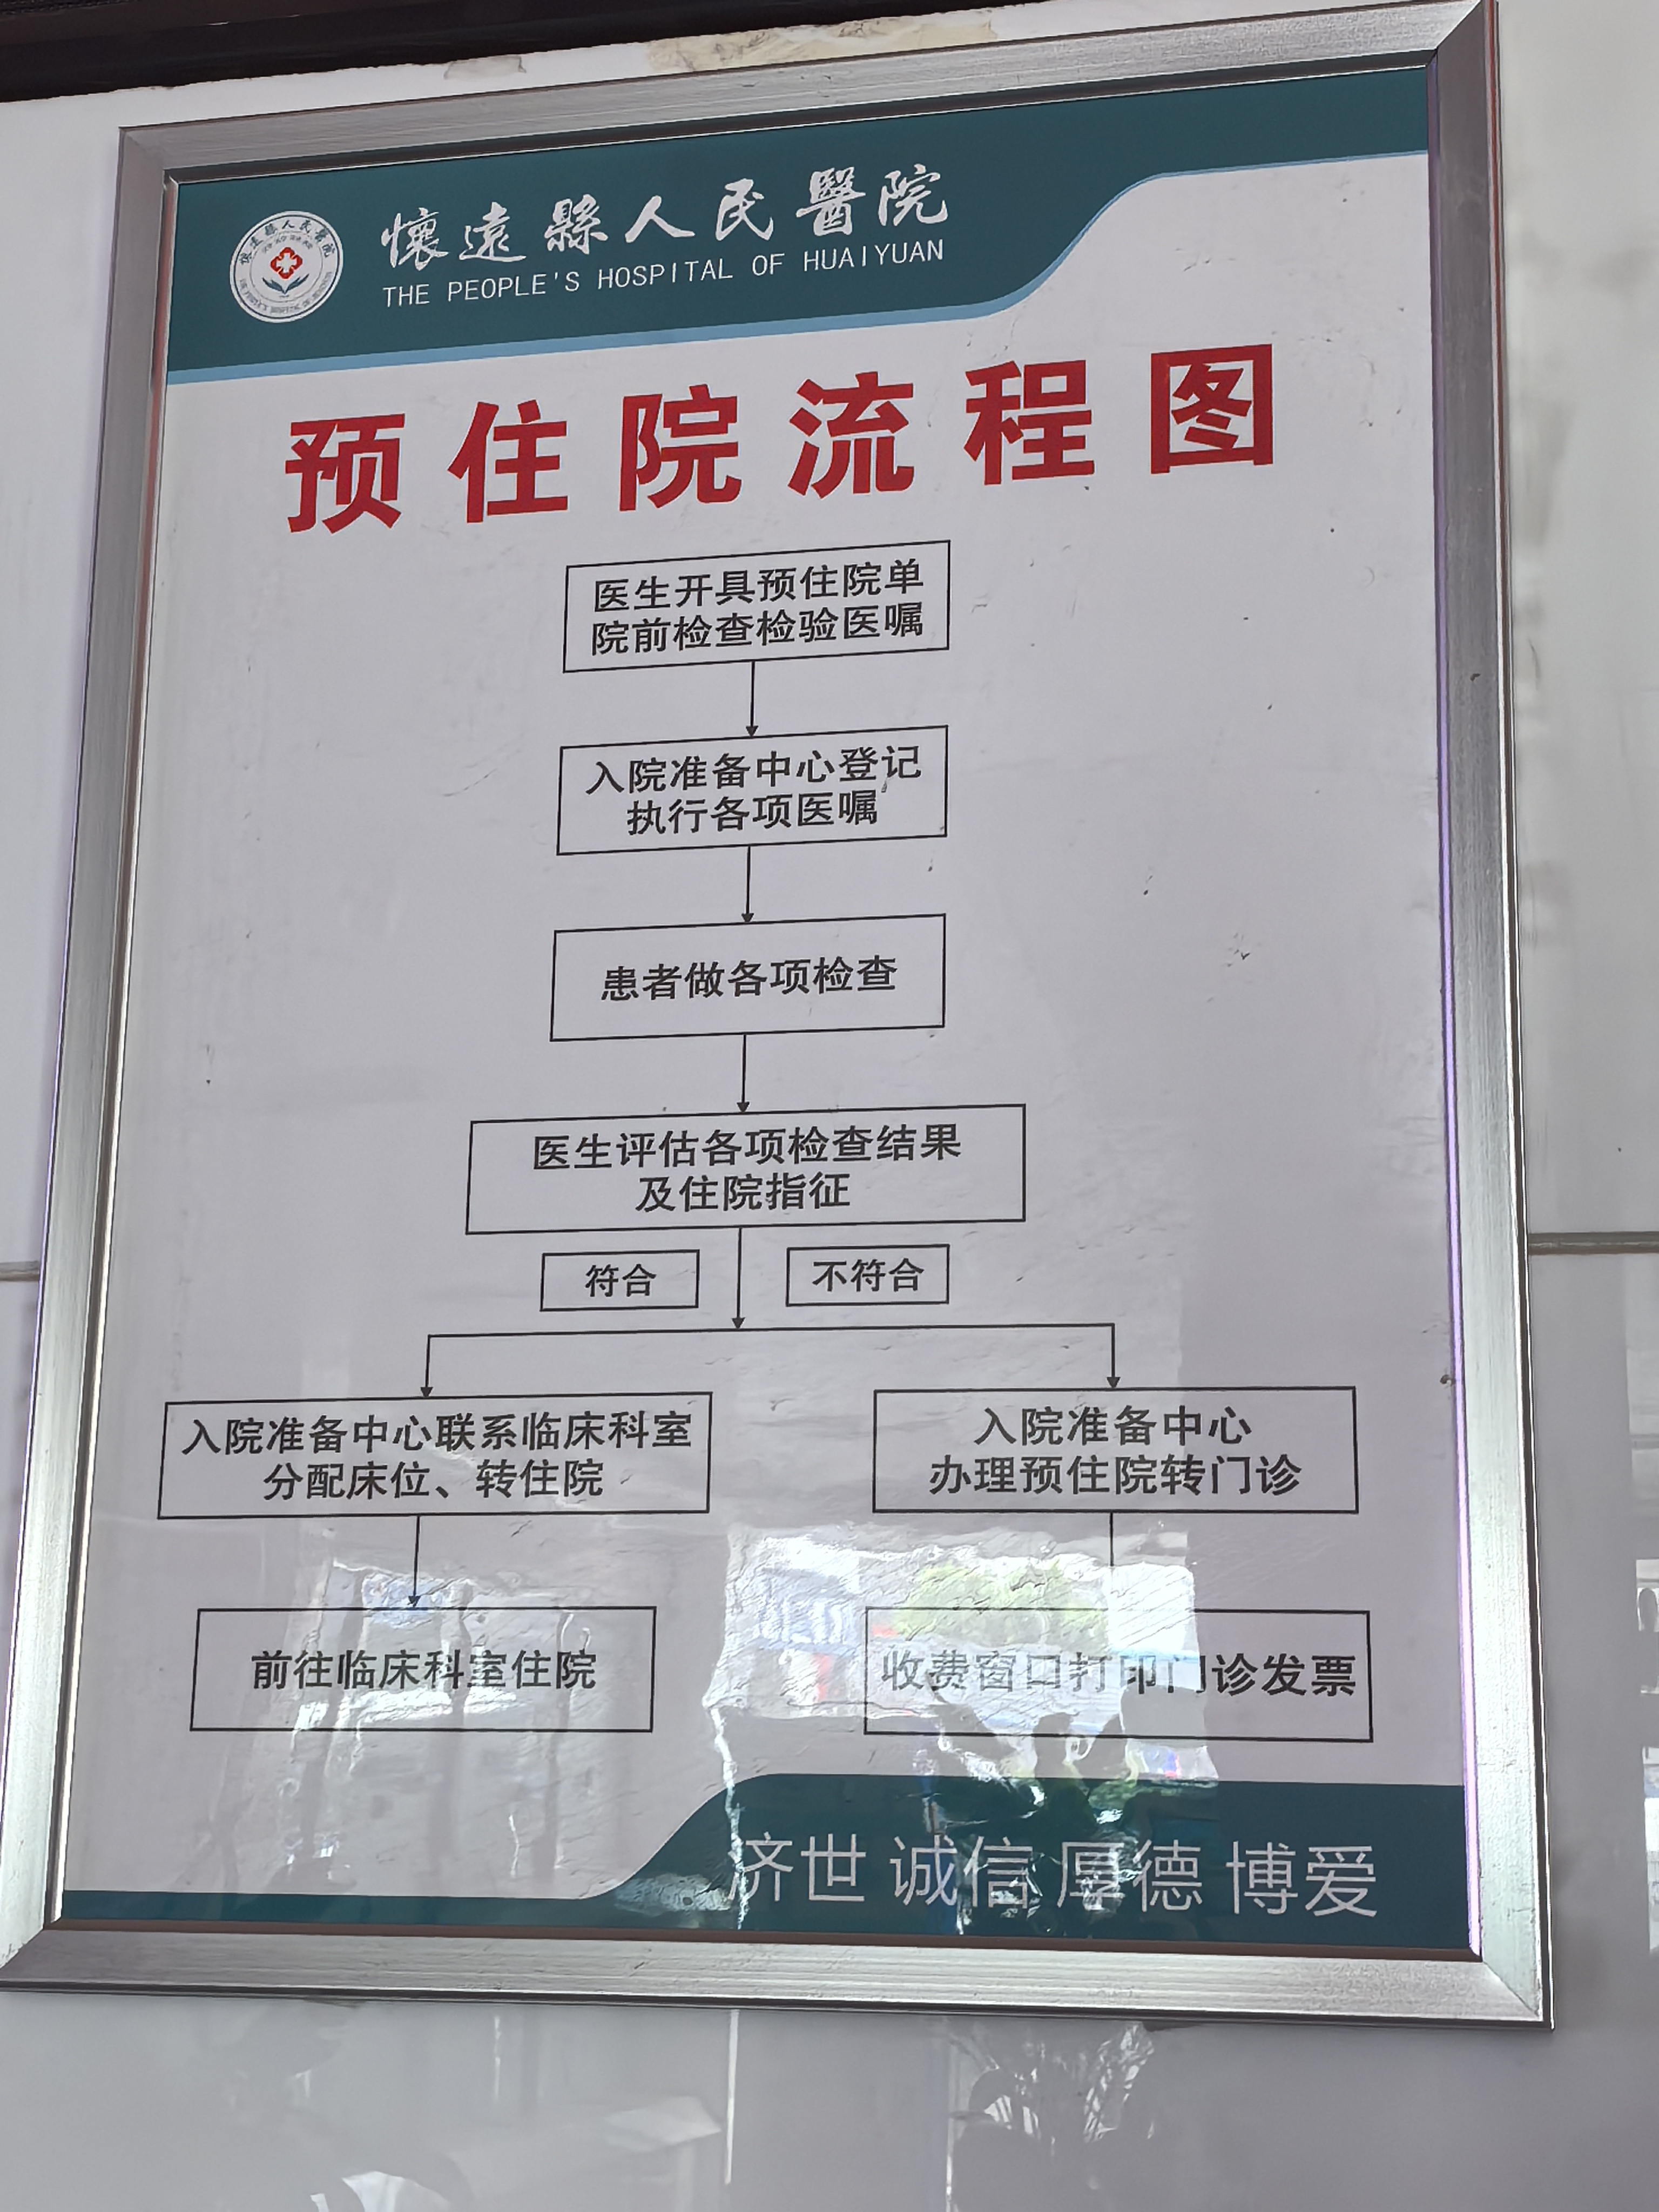 懷遠縣人民醫院
THE PEOPLE'S HOSPITAL OF HUAIYUAN
预住院流程图
医生开具预住院单
院前检查检验医嘱
入院准备中心登记
执行各项医嘱
患者做各项检查
医生评估各项检查结果
及住院指征
符合
不符合
入院准备中心联系临床科室
分配床位、转住院
入院准备中心
办理预住院转门诊
前往临床科室住院
收费窗口打印门诊发票
济世 诚信 厚德 博爱